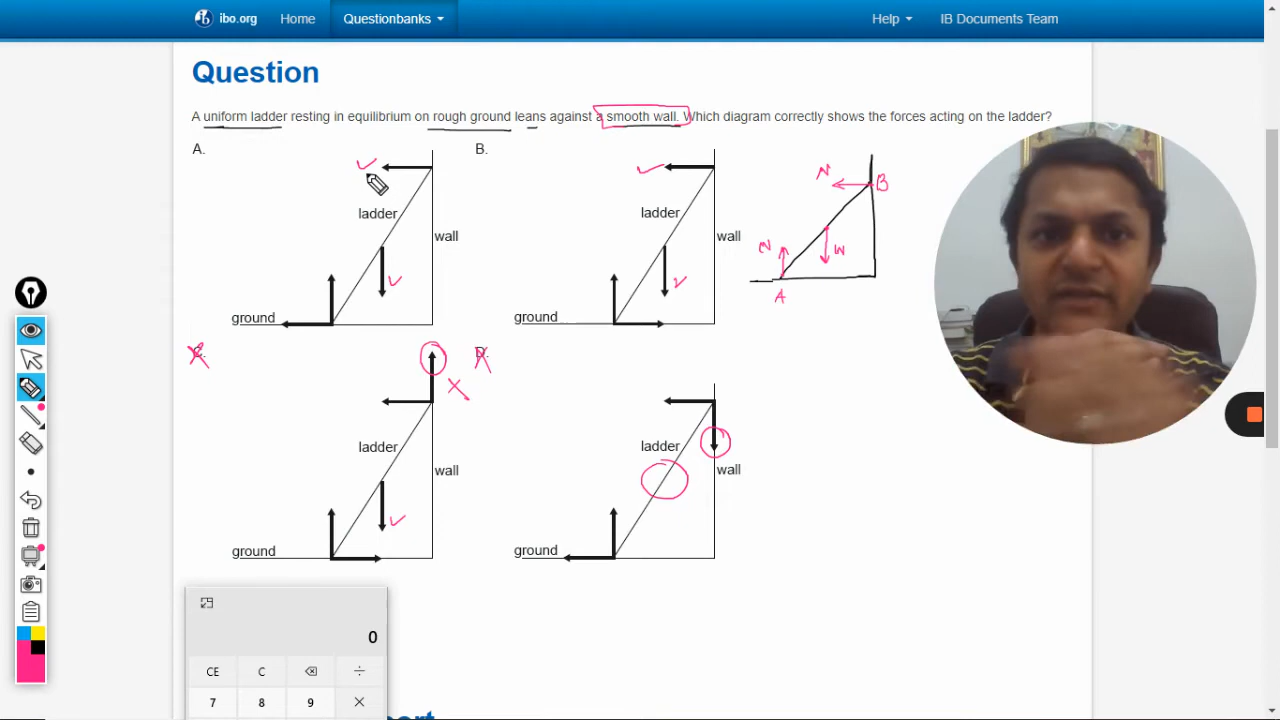 ibo.org Home Questionbanks Help IB Documents Team
Question
A uniform ladder resting in equilibrium on rough ground leans against a smooth wall. Which diagram correctly shows the forces acting on the ladder?
A.
ladder
wall
ground
B.
ladder
wall
ground
N
B
N
W
A
C.
ladder
wall
ground
D.
ladder
wall
ground
0
CE C ÷
7 8 9 ×